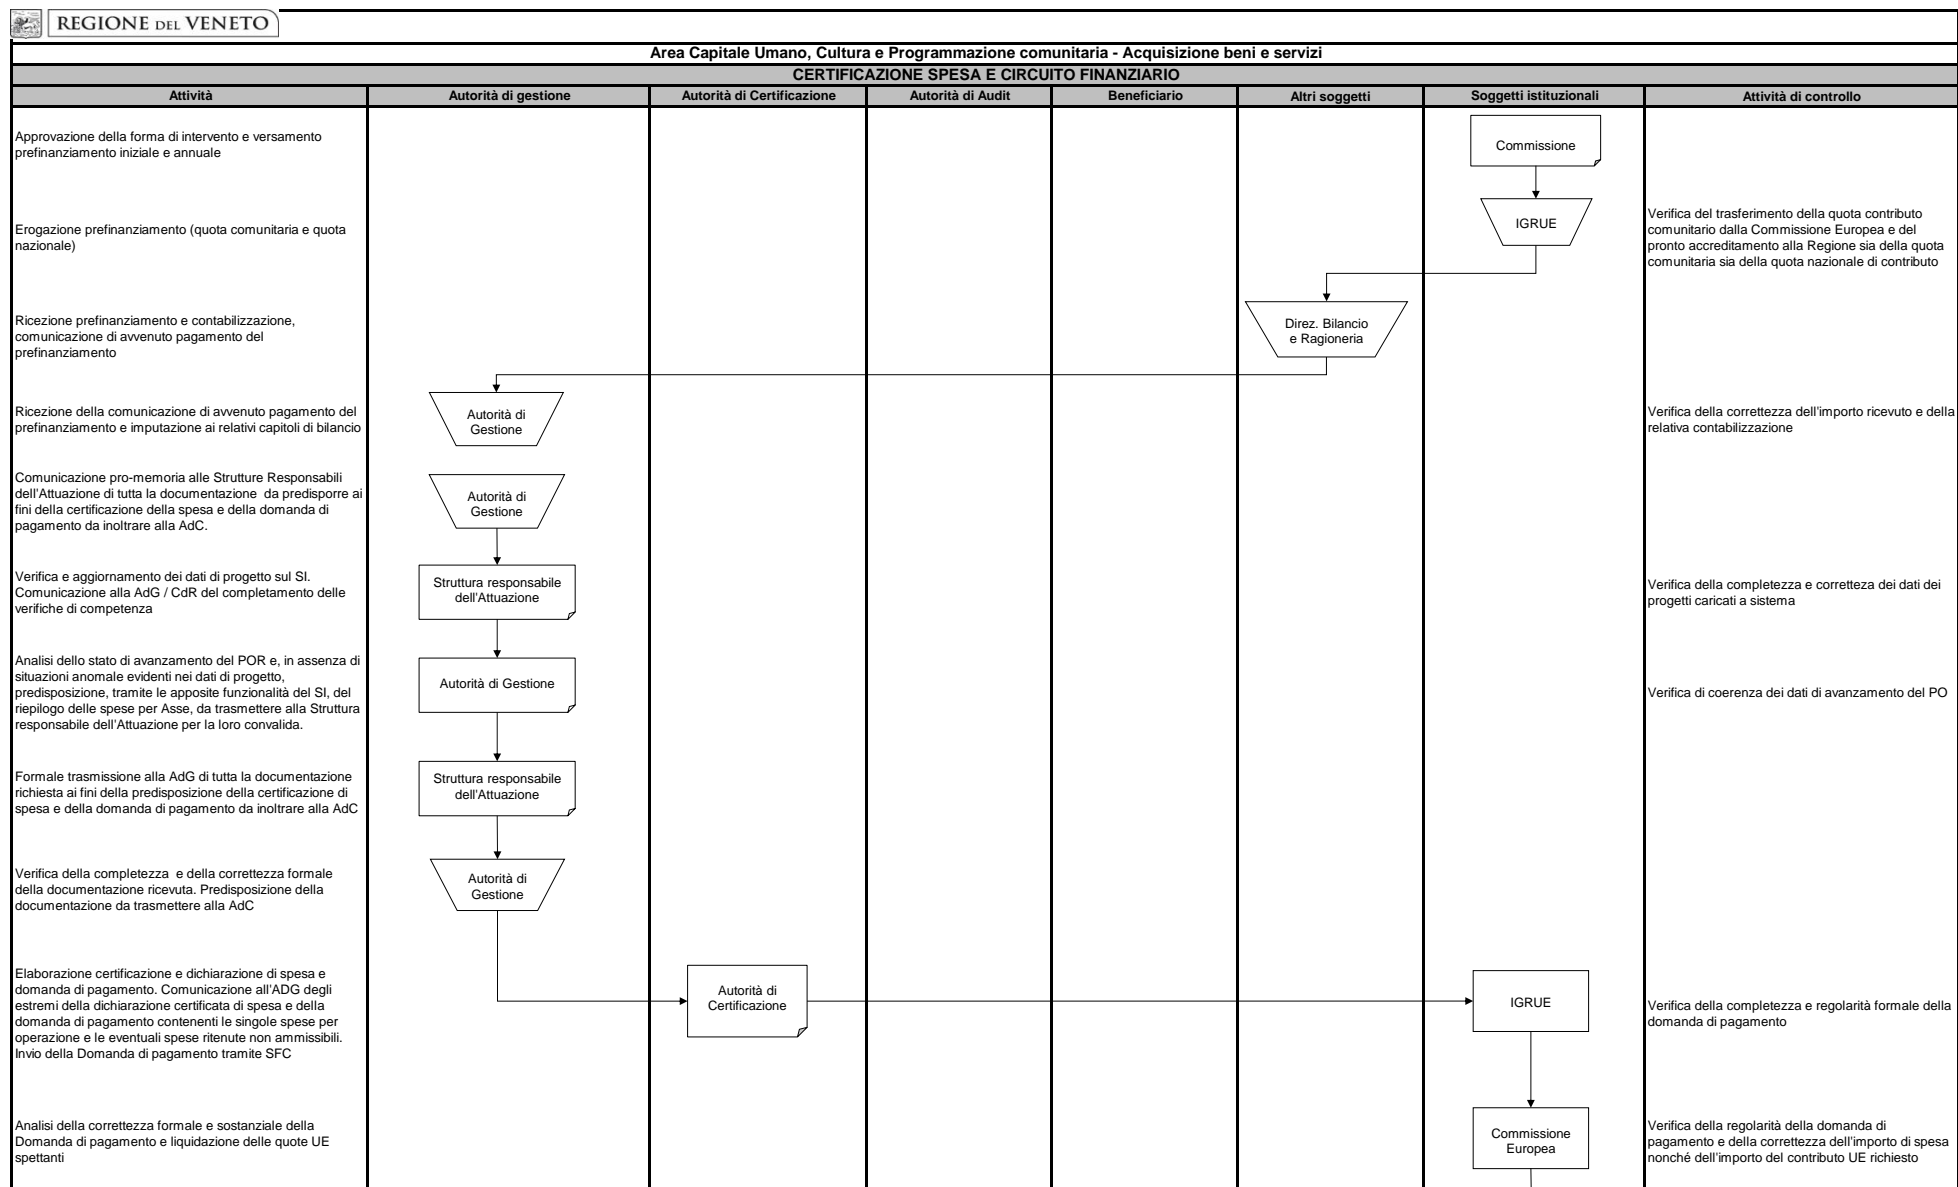 REGIONE DEL VENETO
Area Capitale Umano, Cultura e Programmazione comunitaria - Acquisizione beni e servizi
CERTIFICAZIONE SPESA E CIRCUITO FINANZIARIO
Attività
Autorità di gestione
Autorità di Certificazione
Autorità di Audit
Beneficiario
Altri soggetti
Soggetti istituzionali
Attività di controllo
Approvazione della forma di intervento e versamento
prefinanziamento iniziale e annuale
Commissione
Erogazione prefinanziamento (quota comunitaria e quota
nazionale)
IGRUE
Verifica del trasferimento della quota contributo
comunitario dalla Commissione Europea e del
pronto accreditamento alla Regione sia della quota
comunitaria sia della quota nazionale di contributo
Ricezione prefinanziamento e contabilizzazione,
comunicazione di avvenuto pagamento del
prefinanziamento
Direz. Bilancio
e Ragioneria
Ricezione della comunicazione di avvenuto pagamento del
prefinanziamento e imputazione ai relativi capitoli di bilancio
Autorità di
Gestione
Verifica della correttezza dell'importo ricevuto e della
relativa contabilizzazione
Comunicazione pro-memoria alle Strutture Responsabili
dell'Attuazione di tutta la documentazione da predisporre ai
fini della certificazione della spesa e della domanda di
pagamento da inoltrare alla AdC.
Autorità di
Gestione
Verifica e aggiornamento dei dati di progetto sul SI.
Comunicazione alla AdG / CdR del completamento delle
verifiche di competenza
Struttura responsabile
dell'Attuazione
Verifica della completezza e corretteza dei dati dei
progetti caricati a sistema
Analisi dello stato di avanzamento del POR e, in assenza di
situazioni anomale evidenti nei dati di progetto,
predisposizione, tramite le apposite funzionalità del SI, del
riepilogo delle spese per Asse, da trasmettere alla Struttura
responsabile dell'Attuazione per la loro convalida.
Autorità di Gestione
Verifica di coerenza dei dati di avanzamento del PO
Formale trasmissione alla AdG di tutta la documentazione
richiesta ai fini della predisposizione della certificazione di
spesa e della domanda di pagamento da inoltrare alla AdC
Struttura responsabile
dell'Attuazione
Verifica della completezza e della correttezza formale
della documentazione ricevuta. Predisposizione della
documentazione da trasmettere alla AdC
Autorità di
Gestione
Elaborazione certificazione e dichiarazione di spesa e
domanda di pagamento. Comunicazione all'ADG degli
estremi della dichiarazione certificata di spesa e della
domanda di pagamento contenenti le singole spese per
operazione e le eventuali spese ritenute non ammissibili.
Invio della Domanda di pagamento tramite SFC
Autorità di
Certificazione
IGRUE
Verifica della completezza e regolarità formale della
domanda di pagamento
Analisi della correttezza formale e sostanziale della
Domanda di pagamento e liquidazione delle quote UE
spettanti
Commissione
Europea
Verifica della regolarità della domanda di
pagamento e della correttezza dell'importo di spesa
nonché dell'importo del contributo UE richiesto